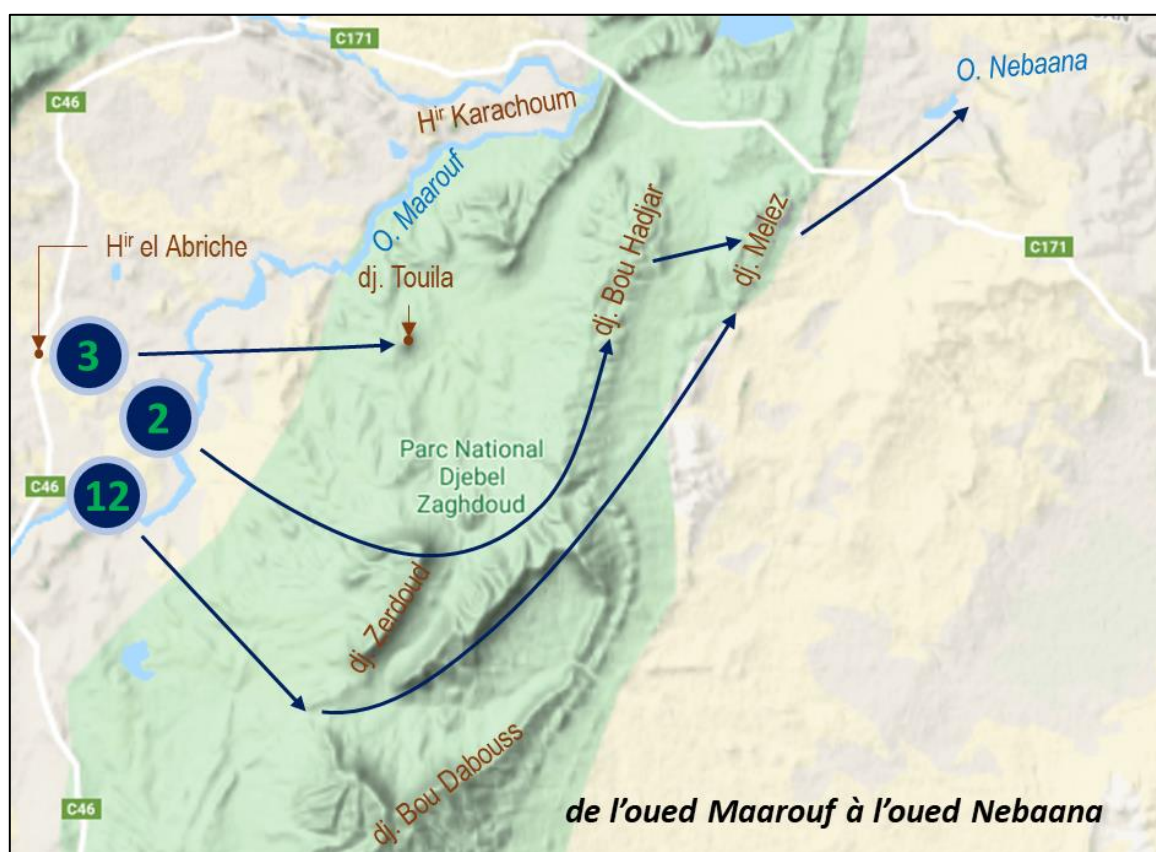 C171
C46
O. Nebaana
Hir Karachoum
O. Maarouf
Hir el Abriche
dj. Touila
dj. Bou Hadjar
dj. Melez
C171
3
2
Parc National
Djebel
Zaghdoud
C46
12
dj. Zerdoud
dj. Bou Dabouss
C46
de l'oued Maarouf à l'oued Nebaana